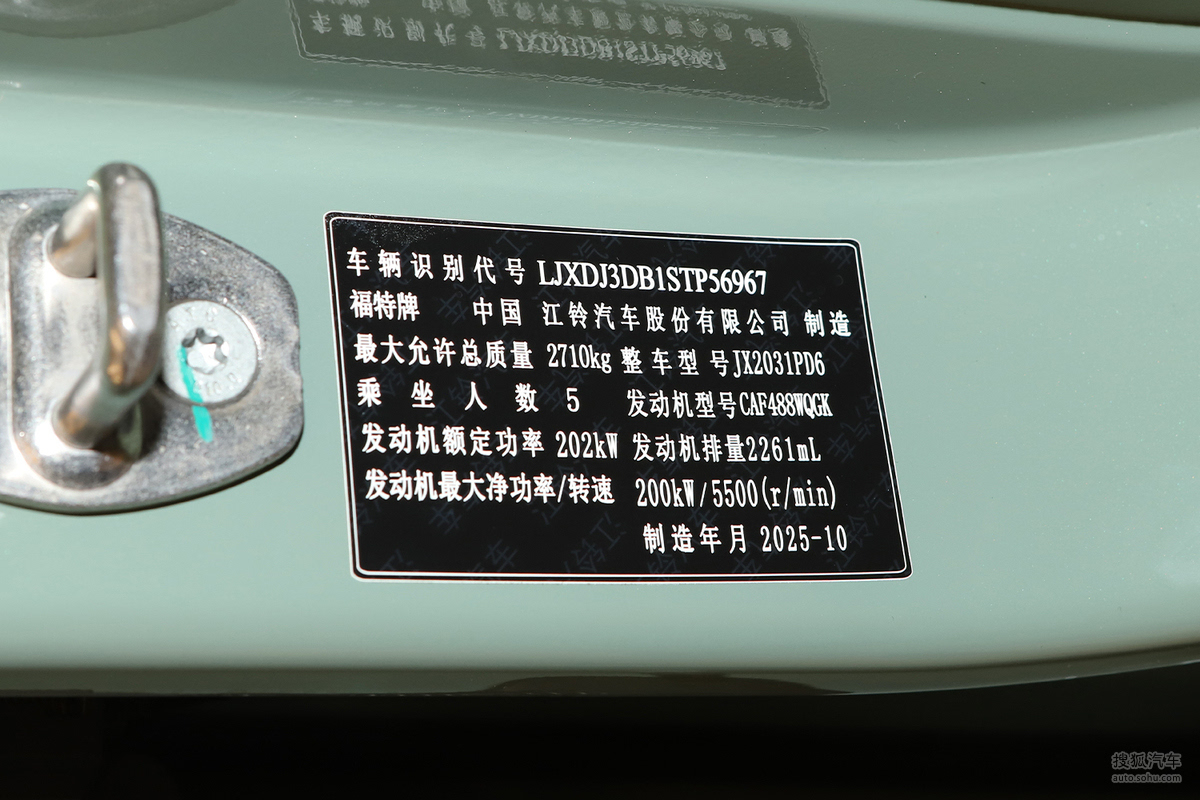 车辆识别代号 LJXDJ3DB1STP56967
福特牌 中国 江铃汽车股份有限公司 制造
最大允许总质量 2710kg 整车型号 JX2031PD6
乘坐人数 5 发动机型号 CAF488WQGK
发动机额定功率 202kW 发动机排量 2261mL
发动机最大净功率/转速 200kW/5500(r/min)
制造年月 2025-10
搜狐汽车
auto.sohu.com